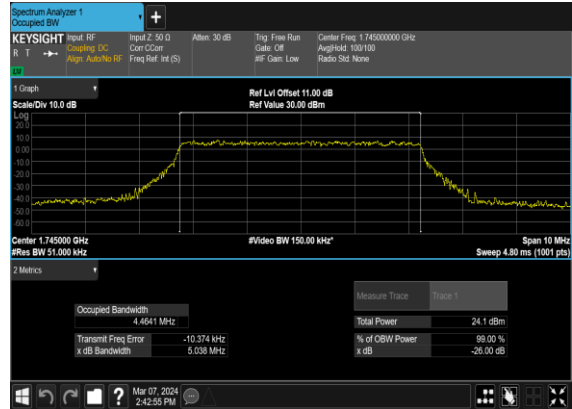 Spectrum Analyzer 1
Occupied BW
+
KEYSIGHT
R T
Input: RF
Coupling: DC
Align: Auto/No RF
Input Z: 50 Ω
Corr CCorr
Freq Ref: Int (S)
Atten: 30 dB
Trig: Free Run
Gate: Off
#IF Gain: Low
Center Freq: 1.745000000 GHz
Avg|Hold: 100/100
Radio Std: None
1 Graph
Scale/Div 10.0 dB
Ref Lvl Offset 11.00 dB
Ref Value 30.00 dBm
Log
20.0
10.0
0.00
-10.0
-20.0
-30.0
-40.0
-50.0
-60.0
Center 1.745000 GHz
#Video BW 150.00 kHz*
Span 10 MHz
#Res BW 51.000 kHz
Sweep 4.80 ms (1001 pts)
2 Metrics
Measure Trace
Trace 1
Occupied Bandwidth
4.4641 MHz
Total Power
24.1 dBm
Transmit Freq Error
-10.374 kHz
% of OBW Power
99.00 %
x dB Bandwidth
5.038 MHz
x dB
-26.00 dB
?
Mar 07, 2024
2:42:55 PM